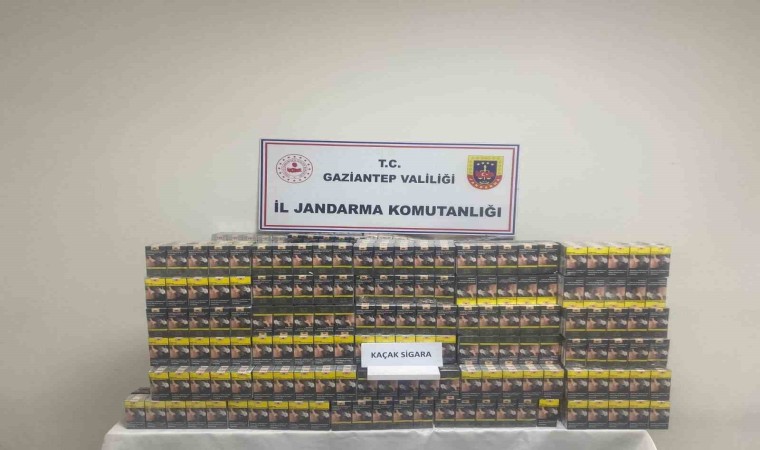 T.C.
GAZİANTEP VALİLİĞİ
İL JANDARMA KOMUTANLIĞI
KAÇAK SİGARA